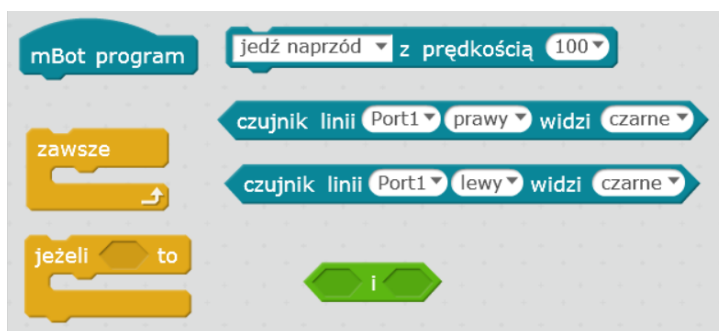 mBot program
jedź naprzód z prędkością 100
czujnik linii Port1 prawy widzi czarne
zawsze
czujnik linii Port1 lewy widzi czarne
jeżeli to
i